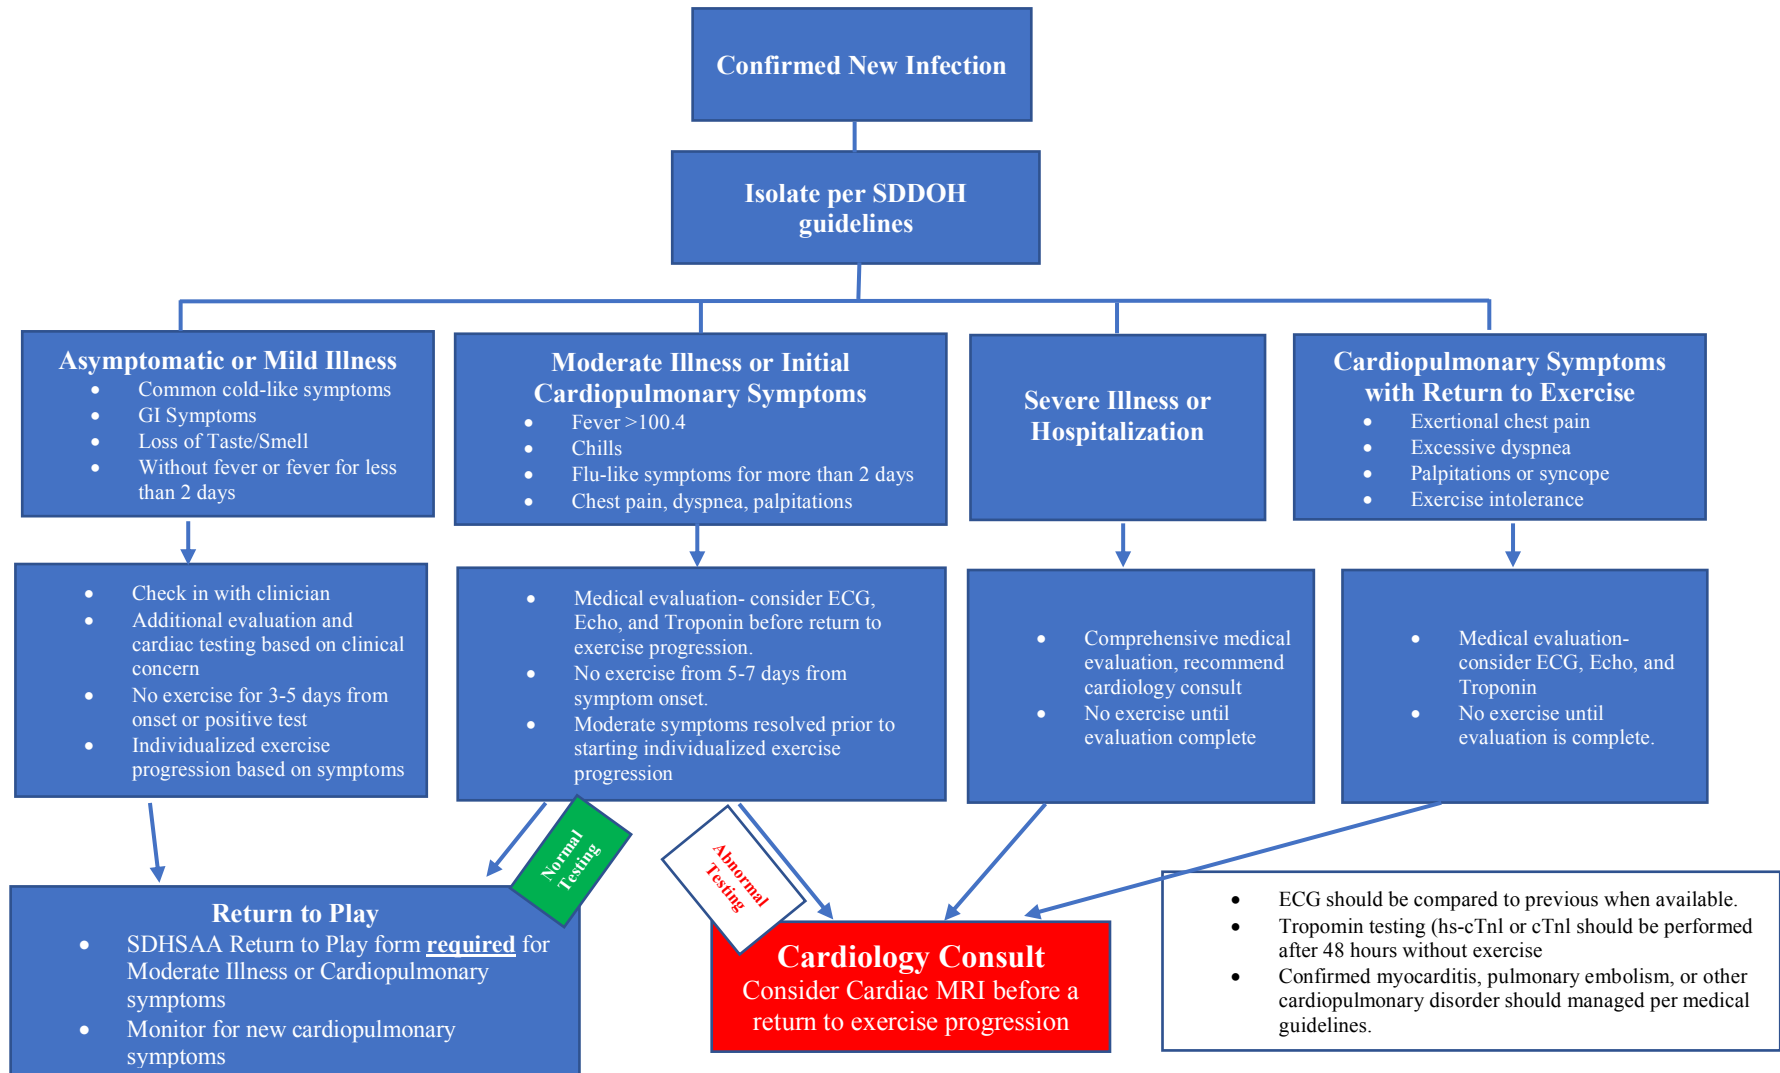 Confirmed New Infection
Isolate per SDDOH
guidelines
Asymptomatic or Mild Illness
• Common cold-like symptoms
• GI Symptoms
• Loss of Taste/Smell
• Without fever or fever for less
than 2 days
Moderate Illness or Initial
Cardiopulmonary Symptoms
• Fever >100.4
• Chills
• Flu-like symptoms for more than 2 days
• Chest pain, dyspnea, palpitations
Severe Illness or
Hospitalization
Cardiopulmonary Symptoms
with Return to Exercise
• Exertional chest pain
• Excessive dyspnea
• Palpitations or syncope
• Exercise intolerance
• Check in with clinician
• Additional evaluation and
cardiac testing based on clinical
concern
• No exercise for 3-5 days from
onset or positive test
• Individualized exercise
progression based on symptoms
• Medical evaluation- consider ECG,
Echo, and Troponin before return to
exercise progression.
• No exercise from 5-7 days from
symptom onset.
• Moderate symptoms resolved prior to
starting individualized exercise
progression
• Comprehensive medical
evaluation, recommend
cardiology consult
• No exercise until
evaluation complete
• Medical evaluation-
consider ECG, Echo, and
Troponin
• No exercise until
evaluation is complete.
Normal
Testing
Abnormal
Testing
Return to Play
• SDHSAA Return to Play form required for
Moderate Illness or Cardiopulmonary
symptoms
• Monitor for new cardiopulmonary
symptoms
Cardiology Consult
Consider Cardiac MRI before a
return to exercise progression
• ECG should be compared to previous when available.
• Tropomin testing (hs-cTnl or cTnl should be performed
after 48 hours without exercise
• Confirmed myocarditis, pulmonary embolism, or other
cardiopulmonary disorder should managed per medical
guidelines.